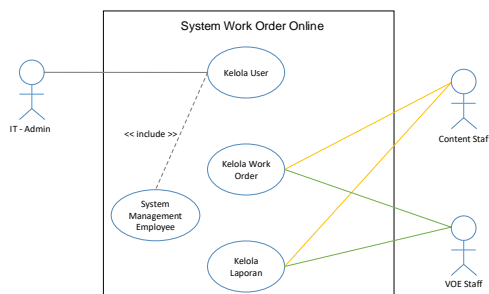 System Work Order Online
Kelola User
IT - Admin
<< include >>
Content Staf
Kelola Work
Order
System
Management
Employee
Kelola
Laporan
VOE Staff